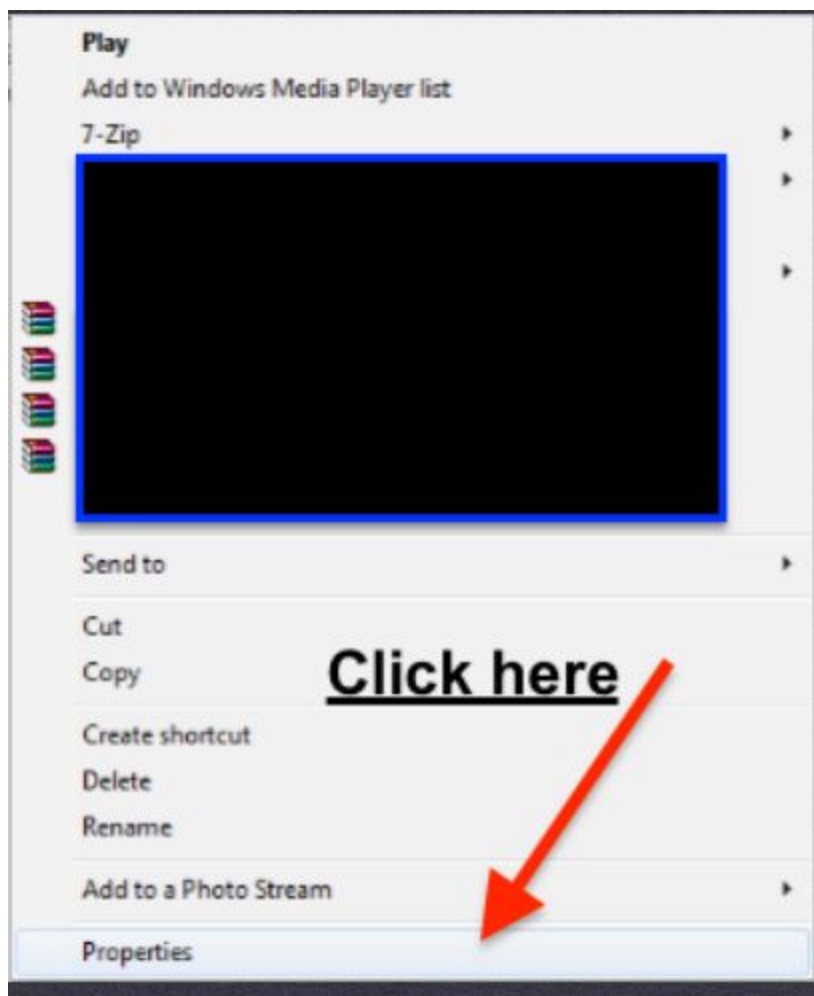 Play
Add to Windows Media Player list
7-Zip
Send to
Cut
Copy
Click here
Create shortcut
Delete
Rename
Add to a Photo Stream
Properties